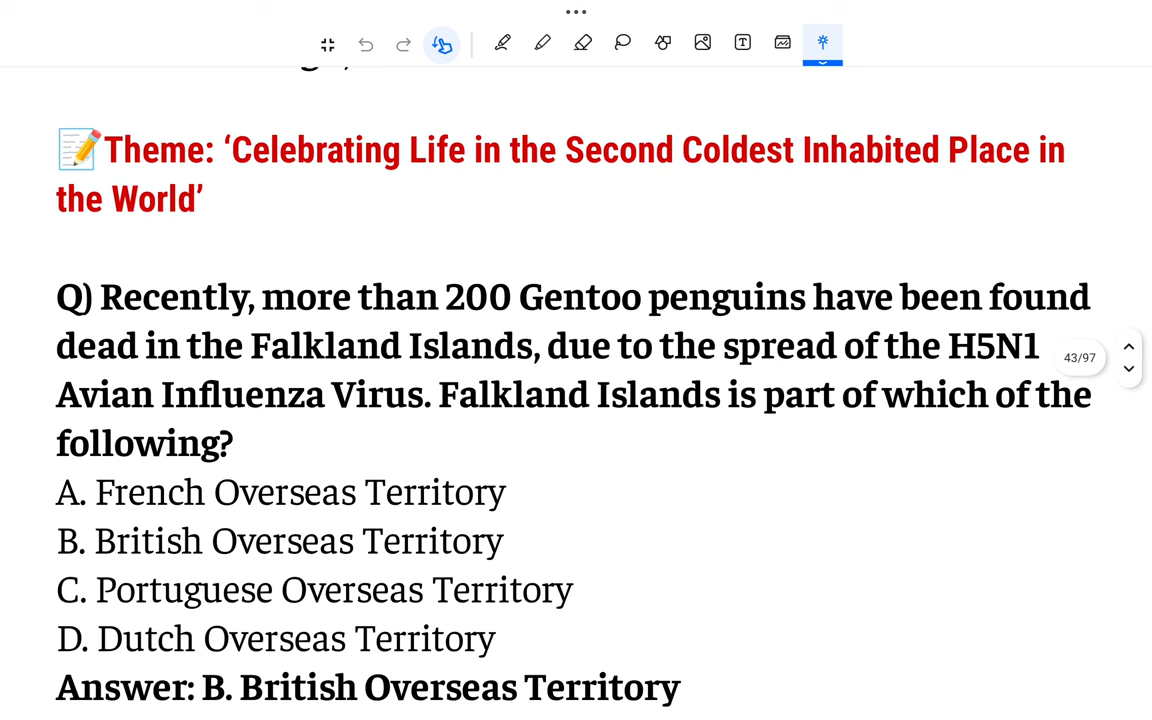 Theme: ‘Celebrating Life in the Second Coldest Inhabited Place in
the World’
Q) Recently, more than 200 Gentoo penguins have been found
dead in the Falkland Islands, due to the spread of the H5N1
43/97
Avian Influenza Virus. Falkland Islands is part of which of the
following?
A. French Overseas Territory
B. British Overseas Territory
C. Portuguese Overseas Territory
D. Dutch Overseas Territory
Answer: B. British Overseas Territory